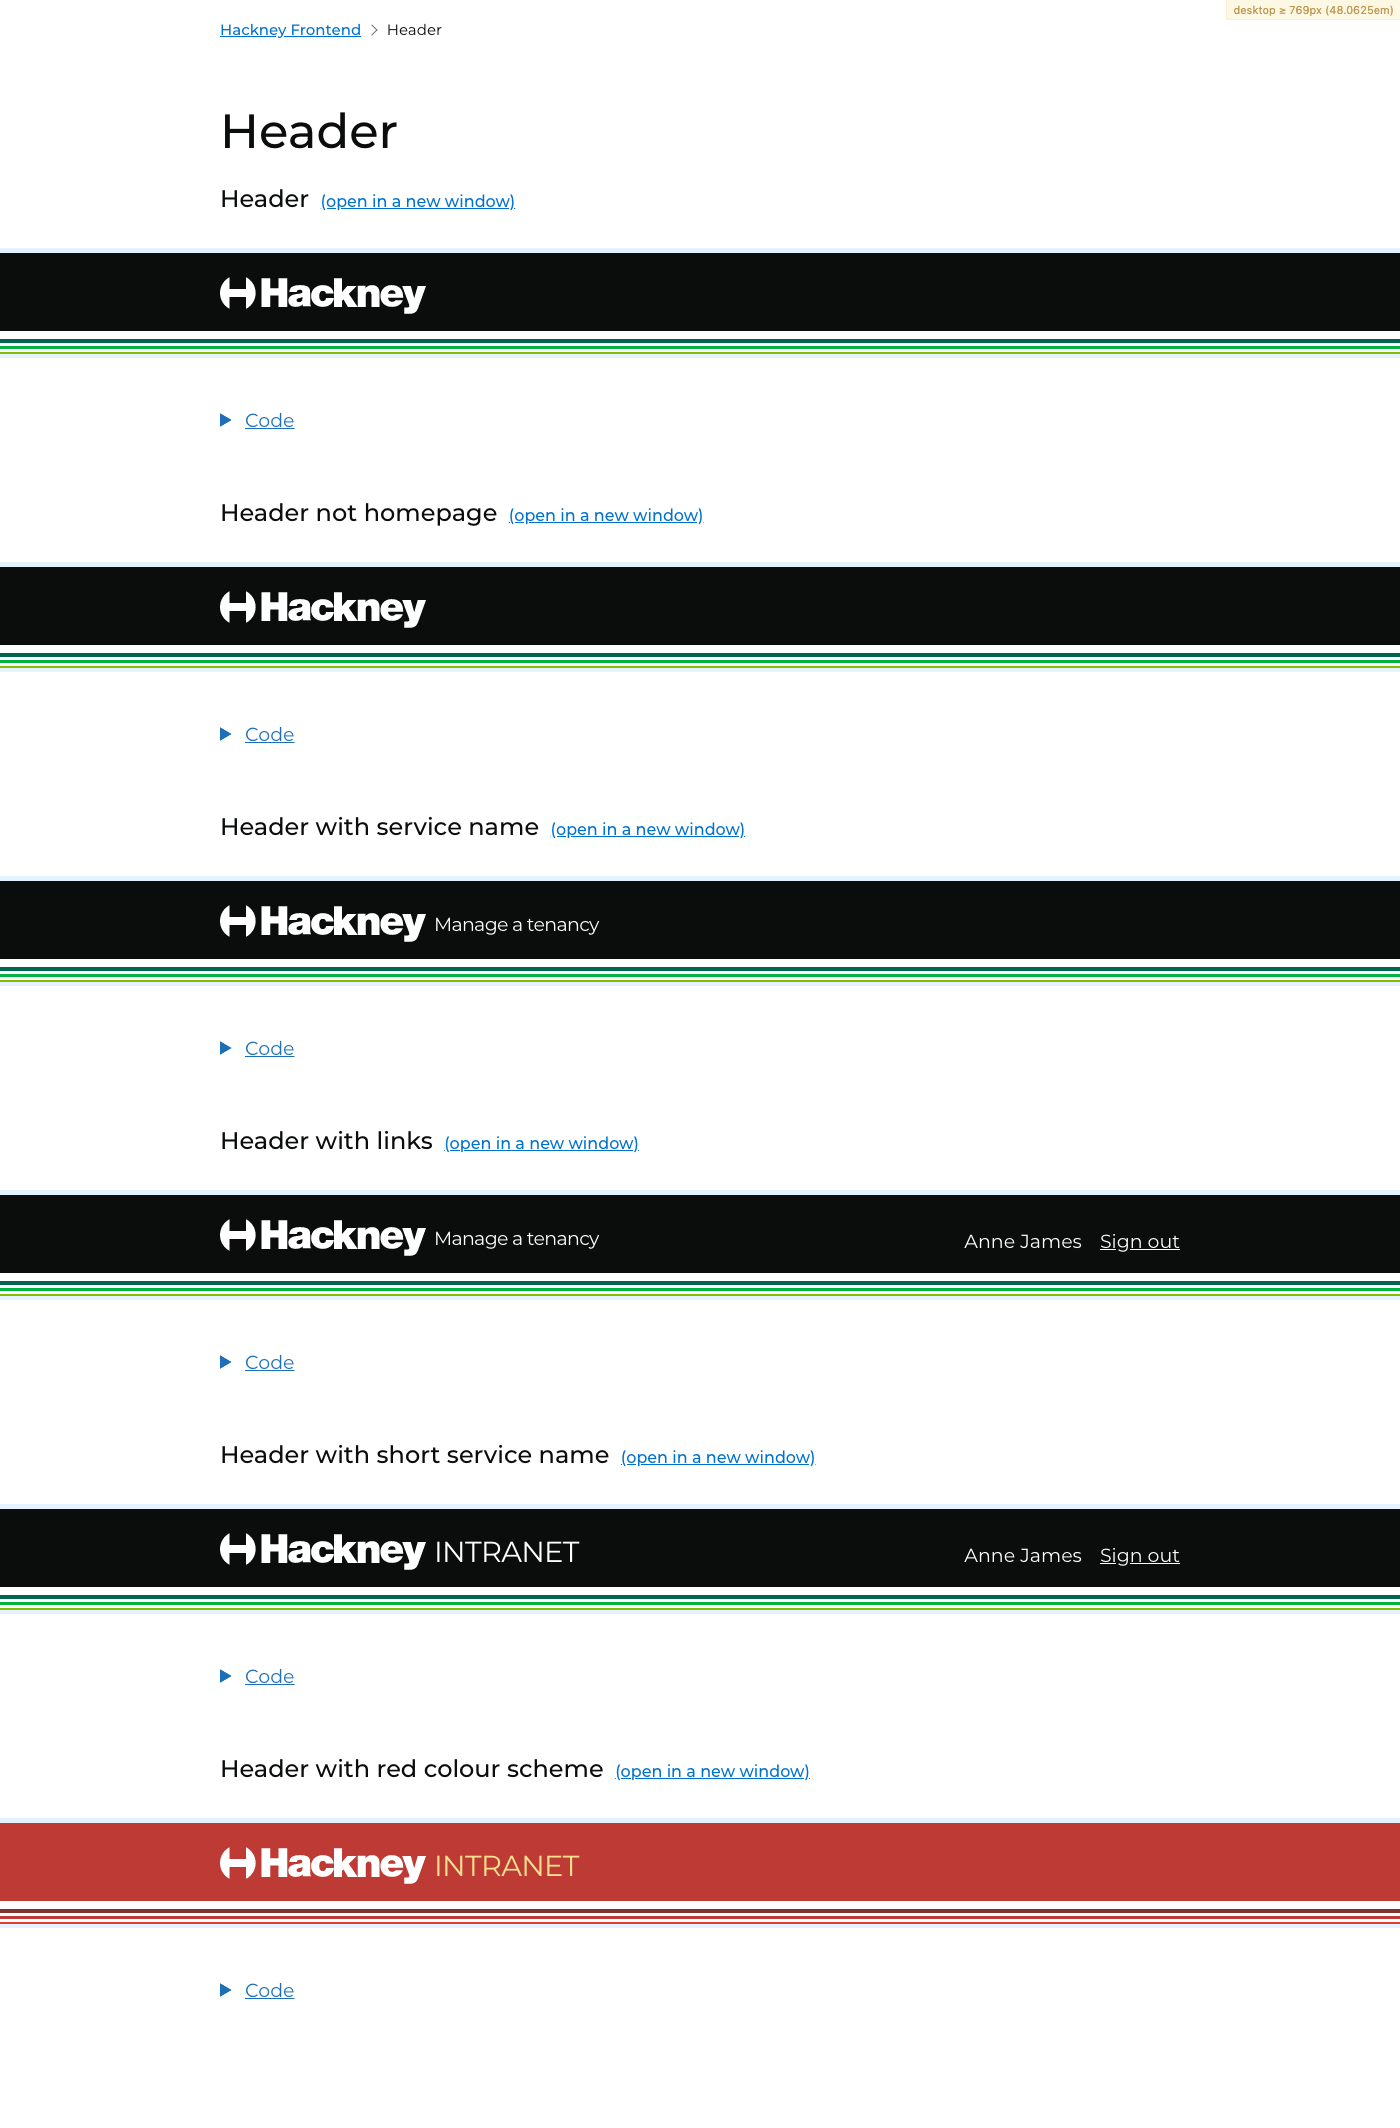 desktop ≥ 769px (48.0625em)
Hackney Frontend Header
Header
Header (open in a new window)
Hackney
Code
Header not homepage (open in a new window)
Hackney
Code
Header with service name (open in a new window)
Hackney Manage a tenancy
Code
Header with links (open in a new window)
Hackney Manage a tenancy Anne James Sign out
Code
Header with short service name (open in a new window)
Hackney INTRANET Anne James Sign out
Code
Header with red colour scheme (open in a new window)
Hackney INTRANET
Code